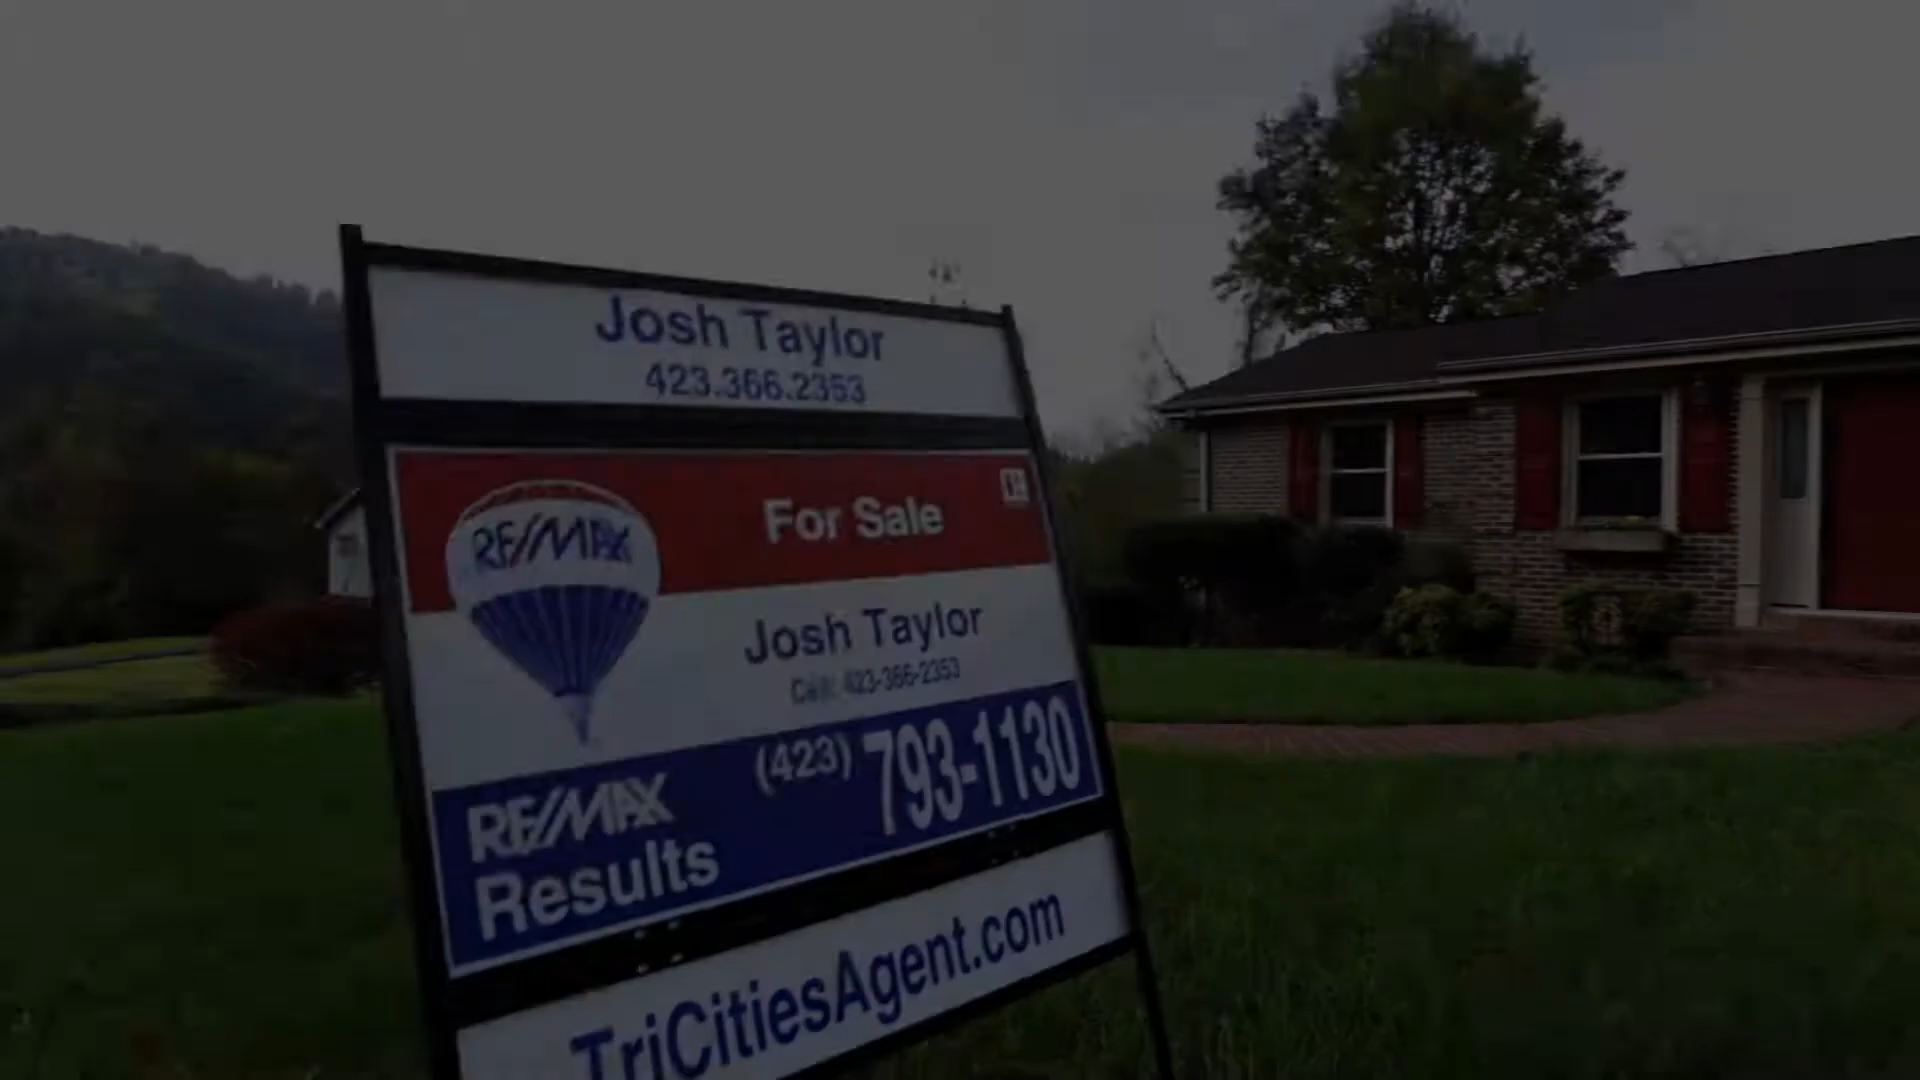 Josh Taylor
423.366.2353
For Sale
RE/MAX
Josh Taylor
Cell: 423-366-2353
(423) 793-1130
RE/MAX
Results
TriCitiesAgent.com